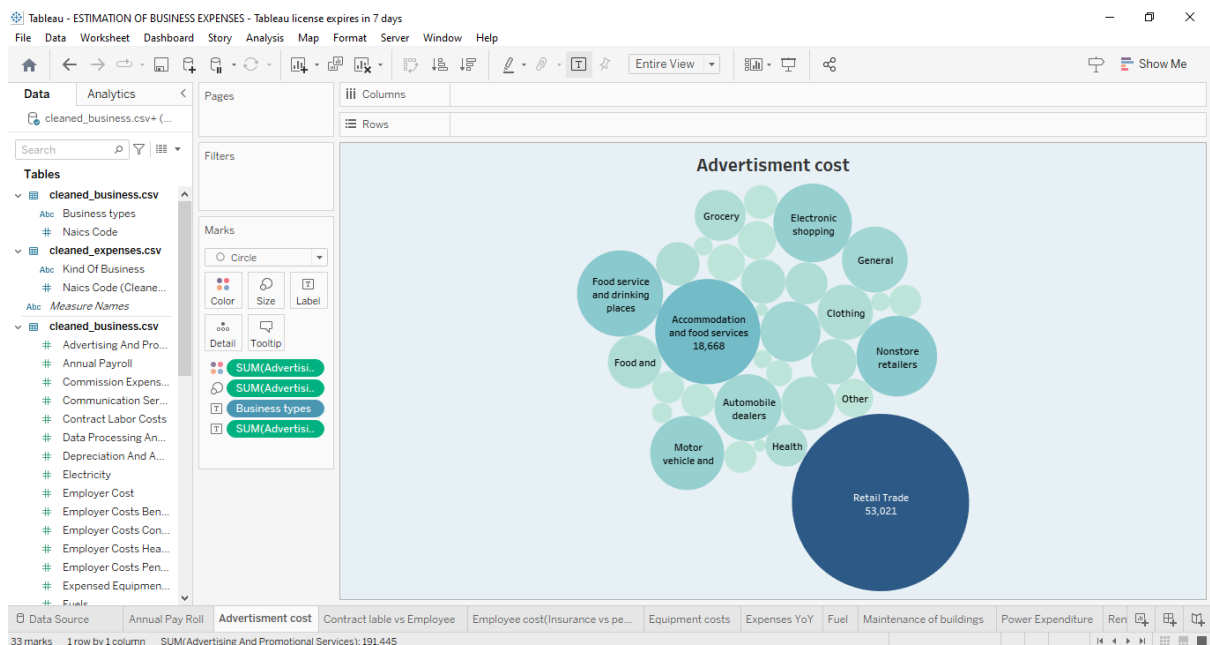 Tableau - ESTIMATION OF BUSINESS EXPENSES - Tableau license expires in 7 days
File Data Worksheet Dashboard Story Analysis Map Format Server Window Help
Entire View
Show Me
Data Analytics
cleaned_business.csv+ (...
Search
Tables
cleaned_business.csv
Abc Business types
# Naics Code
cleaned_expenses.csv
Abc Kind Of Business
# Naics Code (Cleane...
Abc Measure Names
cleaned_business.csv
# Advertising And Pro...
# Annual Payroll
# Commission Expens...
# Communication Ser...
# Contract Labor Costs
# Data Processing An...
# Depreciation And A...
# Electricity
# Employer Cost
# Employer Costs Ben...
# Employer Costs Con...
# Employer Costs Hea...
# Employer Costs Pen...
# Expensed Equipmen...
# Fuels
Pages
Filters
Marks
Circle
Color Size Label
Detail Tooltip
SUM(Advertisi..
SUM(Advertisi..
Business types
SUM(Advertisi..
Columns
Rows
Advertisment cost
Grocery
Electronic
shopping
General
Food service
and drinking
places
Accommodation
and food services
18,668
Clothing
Nonstore
retailers
Food and
Automobile
dealers
Other
Motor
vehicle and
Health
Retail Trade
53,021
Data Source Annual Pay Roll Advertisment cost Contract lable vs Employee Employee cost(Insurance vs pe... Equipment costs Expenses YoY Fuel Maintenance of buildings Power Expenditure Ren
33 marks 1 row by 1 column SUM(Advertising And Promotional Services): 191,445